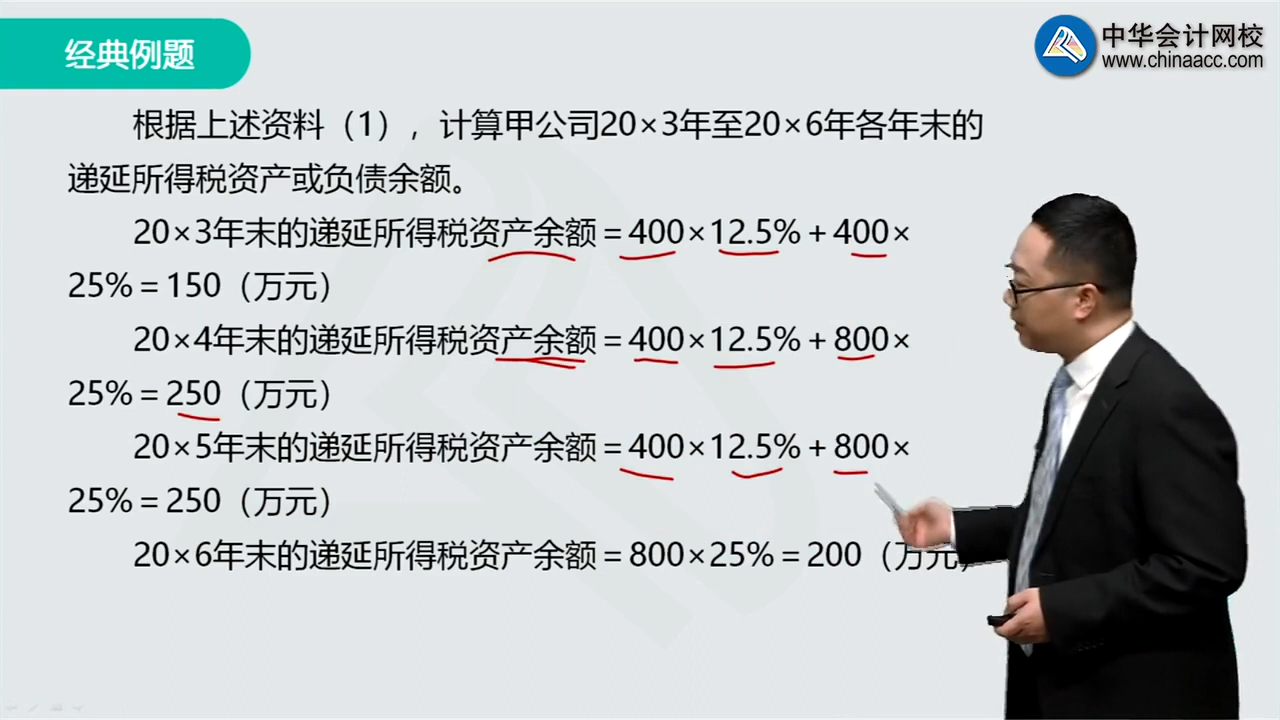 经典例题
中华会计网校
www.chinaacc.com
根据上述资料（1），计算甲公司20×3年至20×6年各年末的
递延所得税资产或负债余额。
20×3年末的递延所得税资产余额＝400×12.5%＋400×
25%＝150（万元）
20×4年末的递延所得税资产余额＝400×12.5%＋800×
25%＝250（万元）
20×5年末的递延所得税资产余额＝400×12.5%＋800×
25%＝250（万元）
20×6年末的递延所得税资产余额＝800×25%＝200（万元）